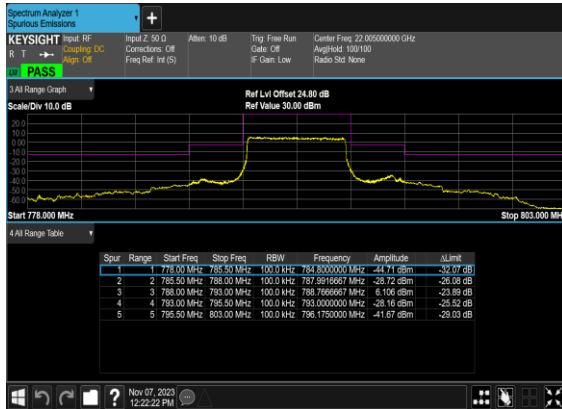 Spectrum Analyzer 1
Spurious Emissions
KEYSIGHT Input: RF Input Z: 50 Ω Atten: 10 dB Trig: Free Run Center Freq: 22.005000000 GHz
R T Coupling: DC Corrections: Off Gate: Off Avg|Hold: 100/100
Align: Off Freq Ref: Int (S) IF Gain: Low Radio Std: None
LW PASS
3 All Range Graph Ref Lvl Offset 24.80 dB
Scale/Div 10.0 dB Ref Value 30.00 dBm
20.0
10.0
0.00
-10.0
-20.0
-30.0
-40.0
-50.0
-60.0
Start 778.000 MHz Stop 803.000 MH
4 All Range Table
Spur Range Start Freq Stop Freq RBW Frequency Amplitude ΔLimit
1 1 778.00 MHz 785.50 MHz 100.0 kHz 784.8000000 MHz -44.71 dBm -32.07 dB
2 2 785.50 MHz 788.00 MHz 100.0 kHz 787.9916667 MHz -28.72 dBm -26.08 dB
3 3 788.00 MHz 793.00 MHz 100.0 kHz 788.7666667 MHz 6.106 dBm -23.89 dB
4 4 793.00 MHz 795.50 MHz 100.0 kHz 793.0000000 MHz -28.16 dBm -25.52 dB
5 5 795.50 MHz 803.00 MHz 100.0 kHz 796.1750000 MHz -41.67 dBm -29.03 dB
? Nov 07, 2023
12:22:22 PM